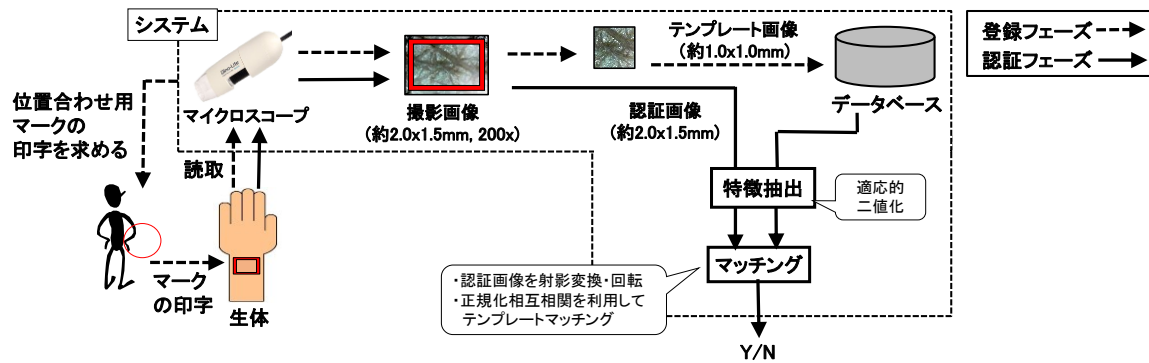 システム
登録フェーズ
認証フェーズ
位置合わせ用
マークの
印字を求める
マイクロスコープ
読取
撮影画像
(約2.0x1.5mm, 200x)
テンプレート画像
(約1.0x1.0mm)
データベース
認証画像
(約2.0x1.5mm)
特徴抽出
適応的
二値化
マッチング
・認証画像を射影変換・回転
・正規化相互相関を利用して
テンプレートマッチング
マーク
の印字
生体
Y/N